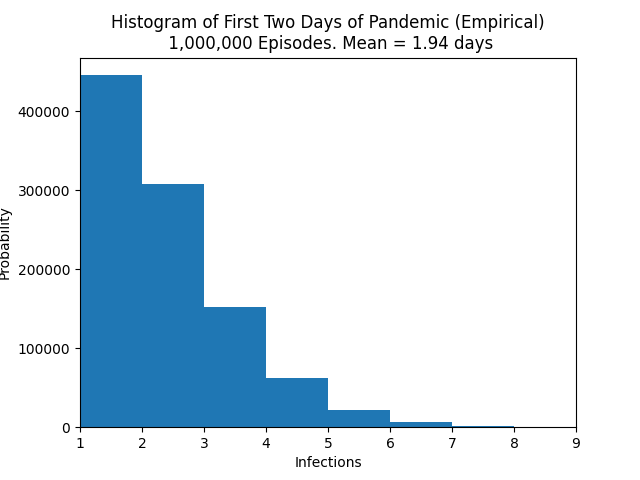 Histogram of First Two Days of Pandemic (Empirical)
1,000,000 Episodes. Mean = 1.94 days
400000
300000
200000
100000
0
Probability
1 2 3 4 5 6 7 8 9
Infections